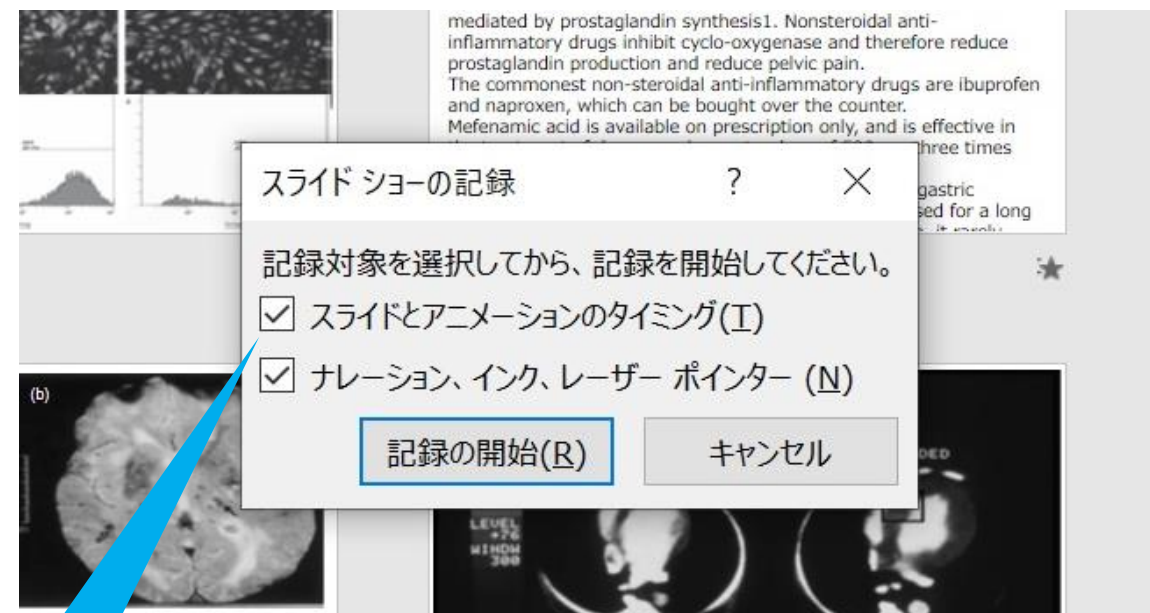 mediated by prostaglandin synthesis1. Nonsteroidal anti-
inflammatory drugs inhibit cyclo-oxygenase and therefore reduce
prostaglandin production and reduce pelvic pain.
The commonest non-steroidal anti-inflammatory drugs are ibuprofen
and naproxen, which can be bought over the counter.
Mefenamic acid is available on prescription only, and is effective in
three times
gastric
sed for a long
スライド ショーの記録 ?
記録対象を選択してから、記録を開始してください。
スライドとアニメーションのタイミング(T)
ナレーション、インク、レーザー ポインター (N)
記録の開始(R) キャンセル
(b)
DED
LEVEL
+76
WINDW
300